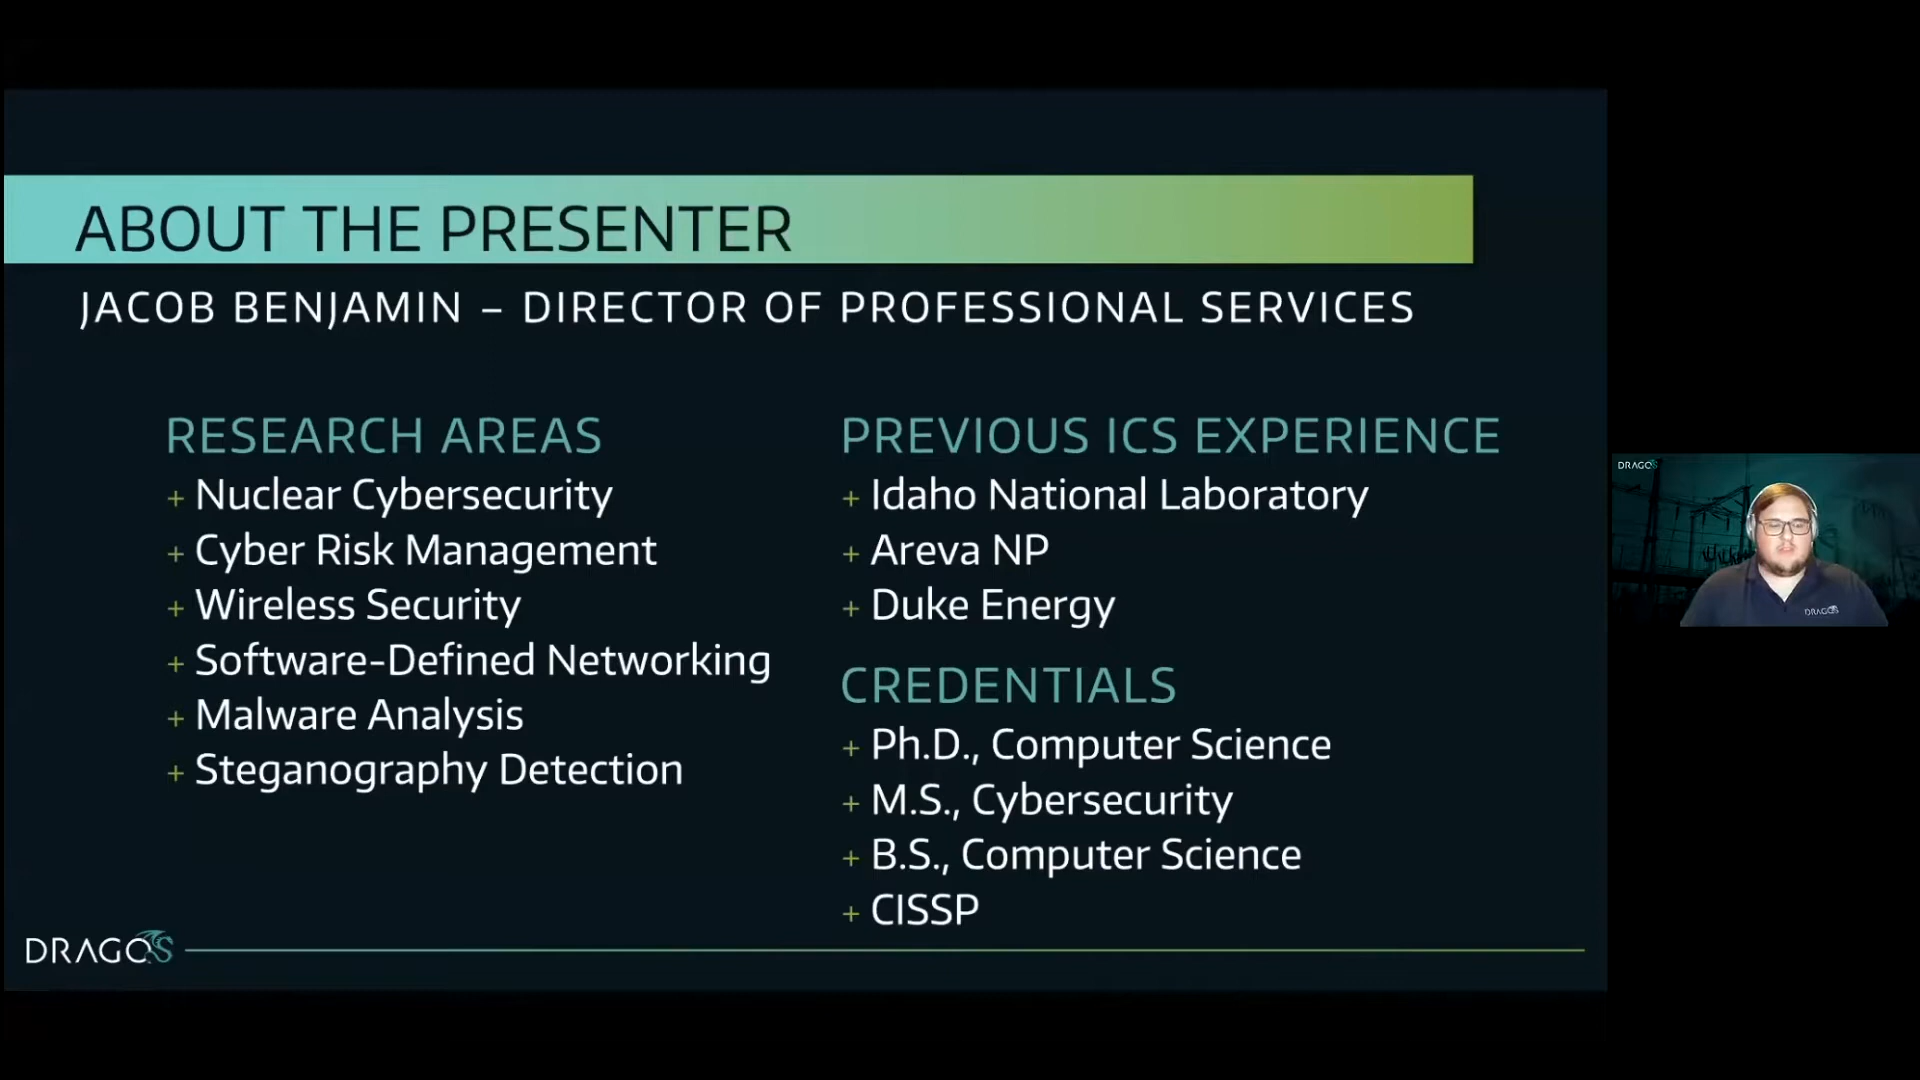 ABOUT THE PRESENTER
JACOB BENJAMIN – DIRECTOR OF PROFESSIONAL SERVICES
RESEARCH AREAS
+ Nuclear Cybersecurity
+ Cyber Risk Management
+ Wireless Security
+ Software-Defined Networking
+ Malware Analysis
+ Steganography Detection
PREVIOUS ICS EXPERIENCE
+ Idaho National Laboratory
+ Areva NP
+ Duke Energy
CREDENTIALS
+ Ph.D., Computer Science
+ M.S., Cybersecurity
+ B.S., Computer Science
+ CISSP
DRAGOS
DRAGOS
DRAGOS